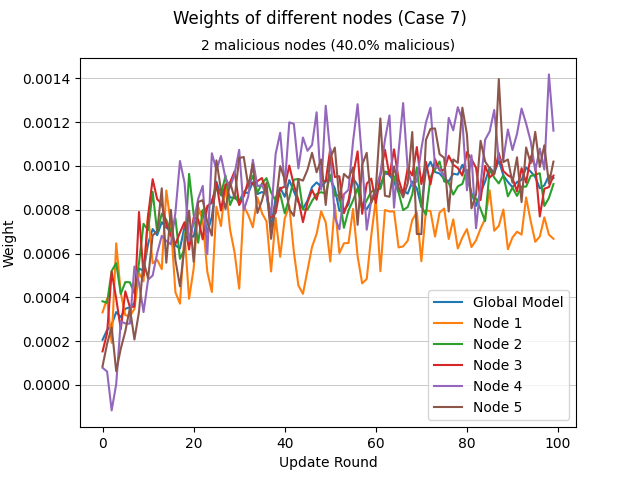 Weights of different nodes (Case 7)
2 malicious nodes (40.0% malicious)
0.0014
0.0012
0.0010
0.0008
0.0006
0.0004
0.0002
0.0000
Weight
Global Model
Node 1
Node 2
Node 3
Node 4
Node 5
0 20 40 60 80 100
Update Round